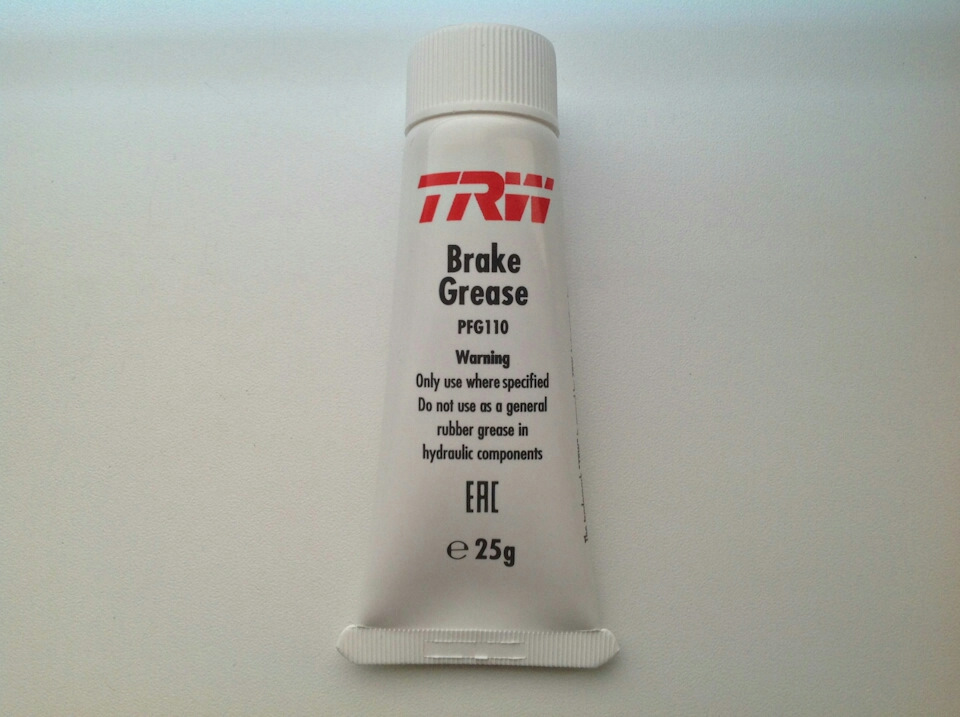 TRW
Brake
Grease
PFG110
Warning
Only use where specified
Do not use as a general
rubber grease in
hydraulic components
EAC
℮ 25g